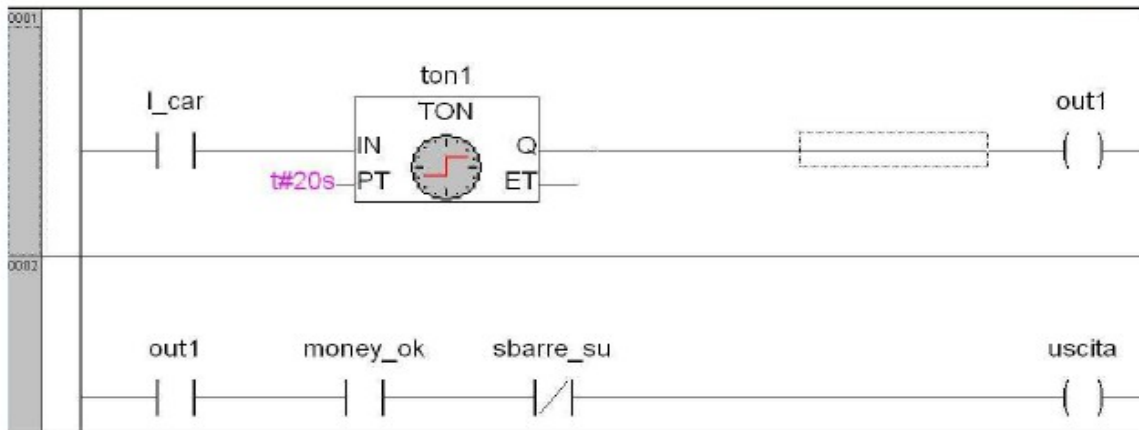 0001
ton1
I_car
TON
out1
IN
Q
t#20s
PT
ET
0002
out1
money_ok
sbarre_su
uscita